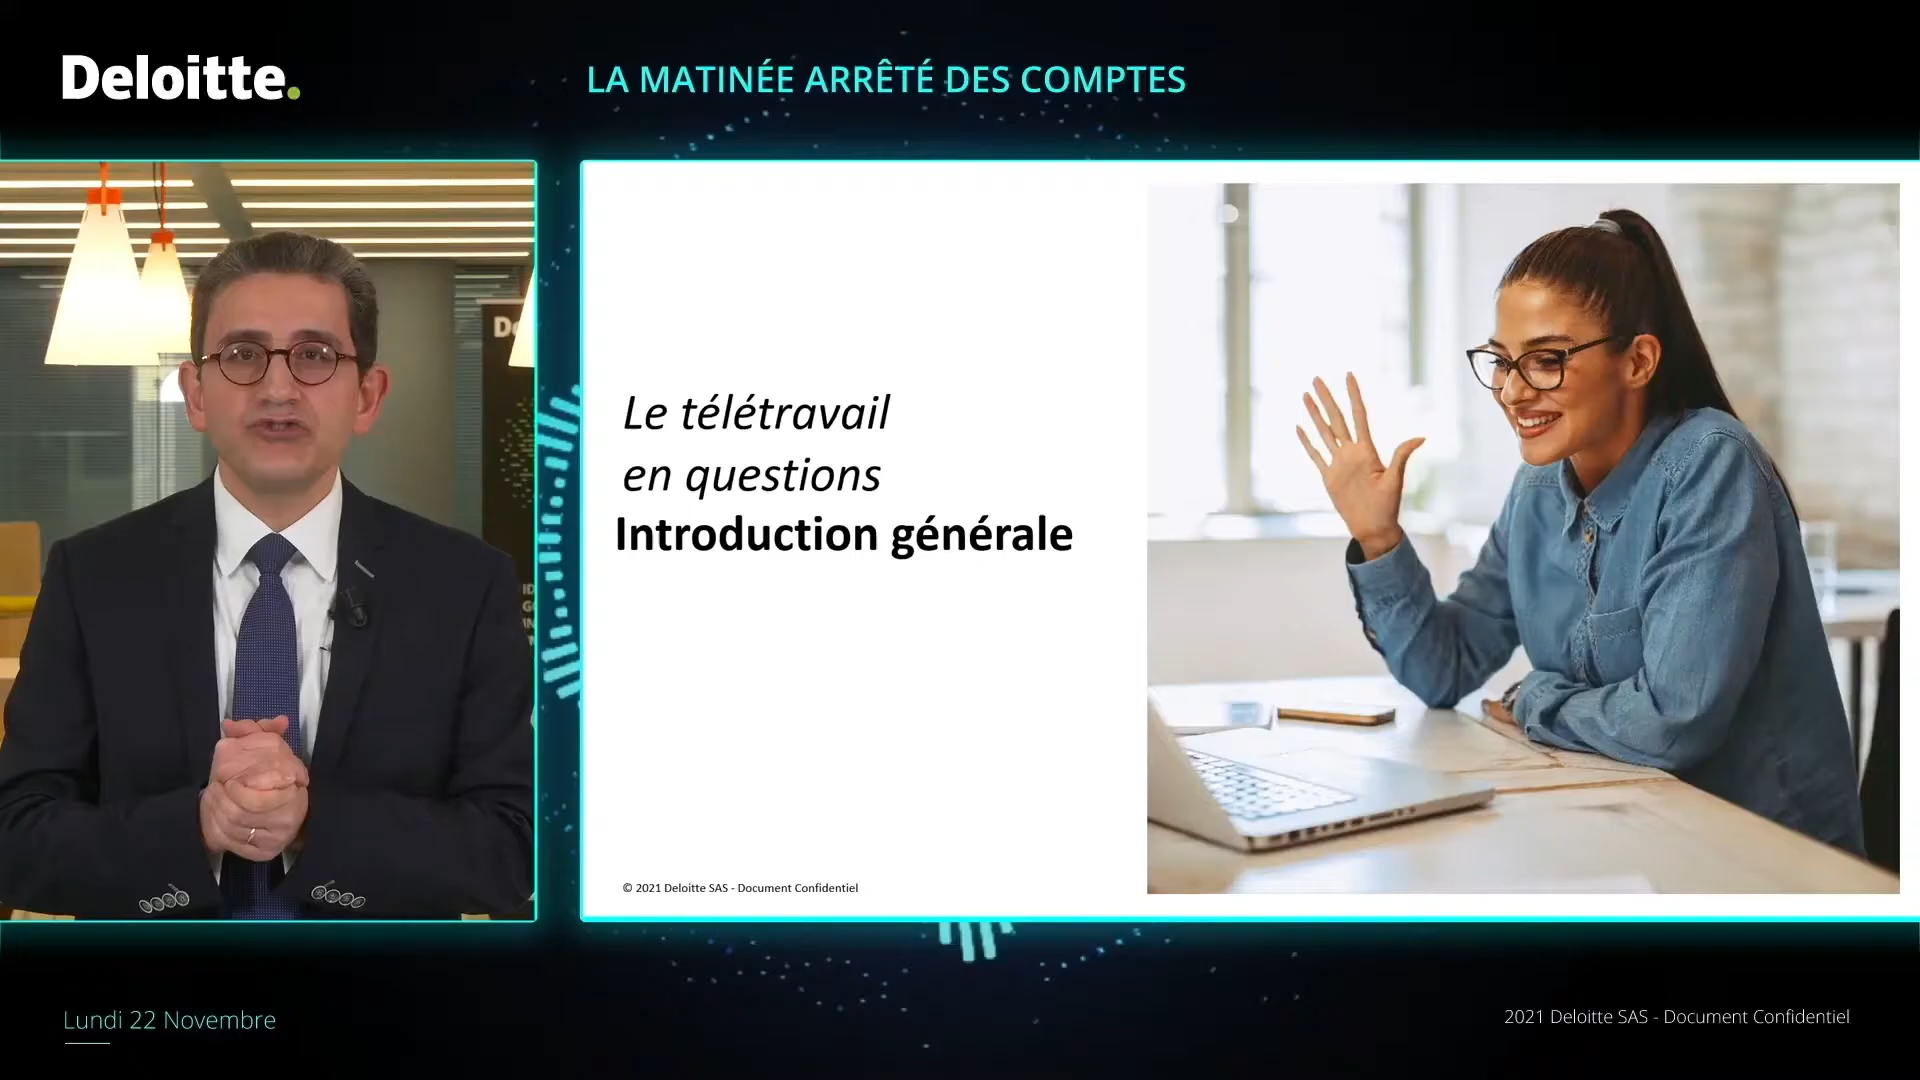 Deloitte.
LA MATINÉE ARRÊTÉ DES COMPTES
Le télétravail
en questions
Introduction générale
© 2021 Deloitte SAS - Document Confidentiel
Lundi 22 Novembre
2021 Deloitte SAS - Document Confidentiel